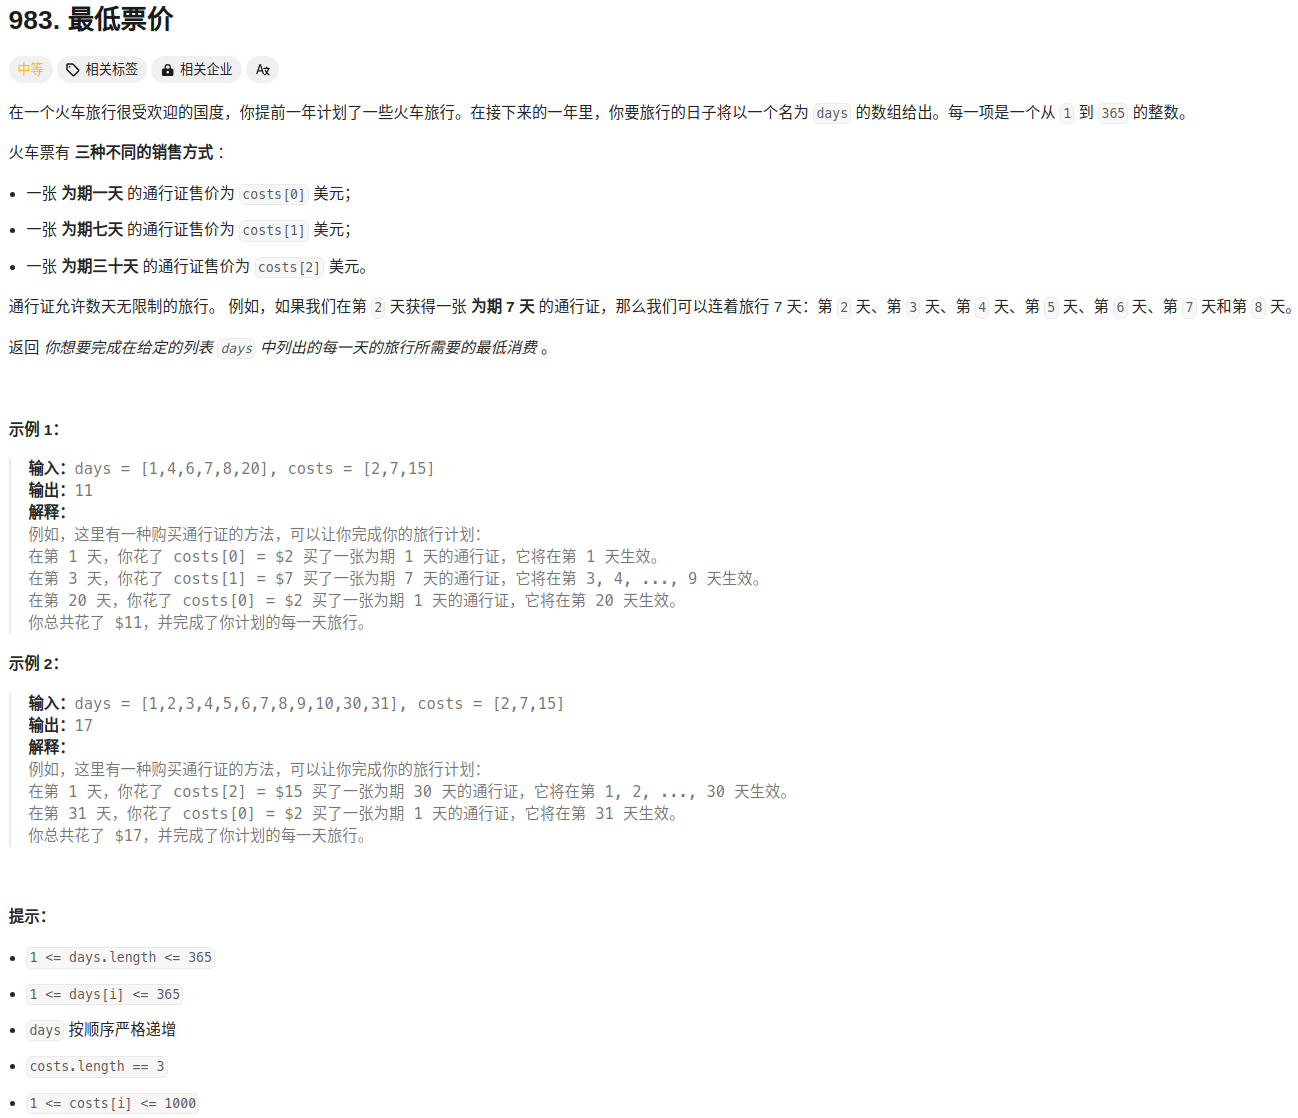 983. 最低票价
中等 相关标签 相关企业
在一个火车旅行很受欢迎的国度，你提前一年计划了一些火车旅行。在接下来的一年里，你要旅行的日子将以一个名为 days 的数组给出。每一项是一个从 1 到 365 的整数。
火车票有 三种不同的销售方式 ：
• 一张 为期一天 的通行证售价为 costs[0] 美元；
• 一张 为期七天 的通行证售价为 costs[1] 美元；
• 一张 为期三十天 的通行证售价为 costs[2] 美元。
通行证允许数天无限制的旅行。 例如，如果我们在第 2 天获得一张 为期 7 天 的通行证，那么我们可以连着旅行 7 天：第 2 天、第 3 天、第 4 天、第 5 天、第 6 天、第 7 天和第 8 天。
返回 你想要完成在给定的列表 days 中列出的每一天的旅行所需要的最低消费 。
示例 1：
输入：days = [1,4,6,7,8,20], costs = [2,7,15]
输出：11
解释：
例如，这里有一种购买通行证的方法，可以让你完成你的旅行计划：
在第 1 天，你花了 costs[0] = $2 买了一张为期 1 天的通行证，它将在第 1 天生效。
在第 3 天，你花了 costs[1] = $7 买了一张为期 7 天的通行证，它将在第 3, 4, ..., 9 天生效。
在第 20 天，你花了 costs[0] = $2 买了一张为期 1 天的通行证，它将在第 20 天生效。
你总共花了 $11，并完成了你计划的每一天旅行。
示例 2：
输入：days = [1,2,3,4,5,6,7,8,9,10,30,31], costs = [2,7,15]
输出：17
解释：
例如，这里有一种购买通行证的方法，可以让你完成你的旅行计划：
在第 1 天，你花了 costs[2] = $15 买了一张为期 30 天的通行证，它将在第 1, 2, ..., 30 天生效。
在第 31 天，你花了 costs[0] = $2 买了一张为期 1 天的通行证，它将在第 31 天生效。
你总共花了 $17，并完成了你计划的每一天旅行。
提示：
• 1 <= days.length <= 365
• 1 <= days[i] <= 365
• days 按顺序严格递增
• costs.length == 3
• 1 <= costs[i] <= 1000